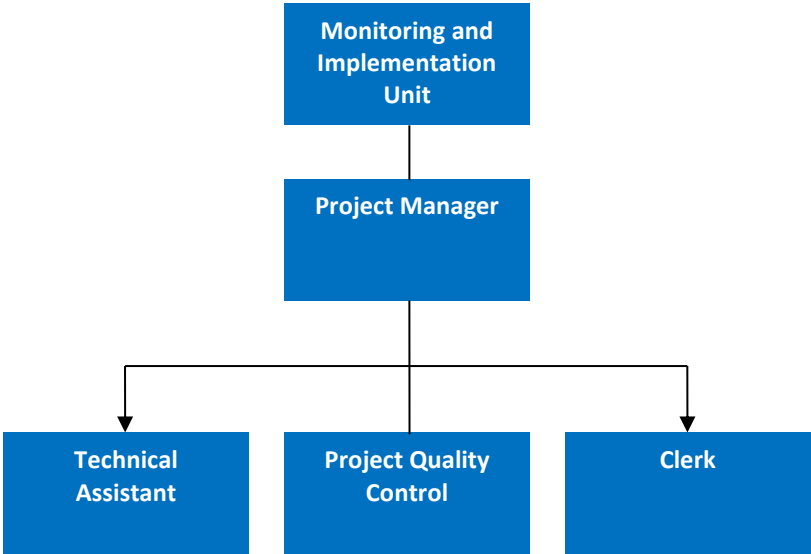 Monitoring and
Implementation
Unit
Project Manager
Technical
Assistant
Project Quality
Control
Clerk